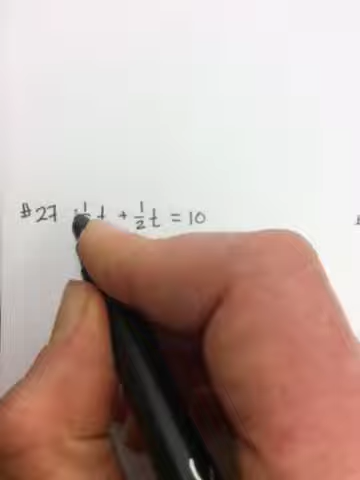 #27 t + 1/2 t = 10